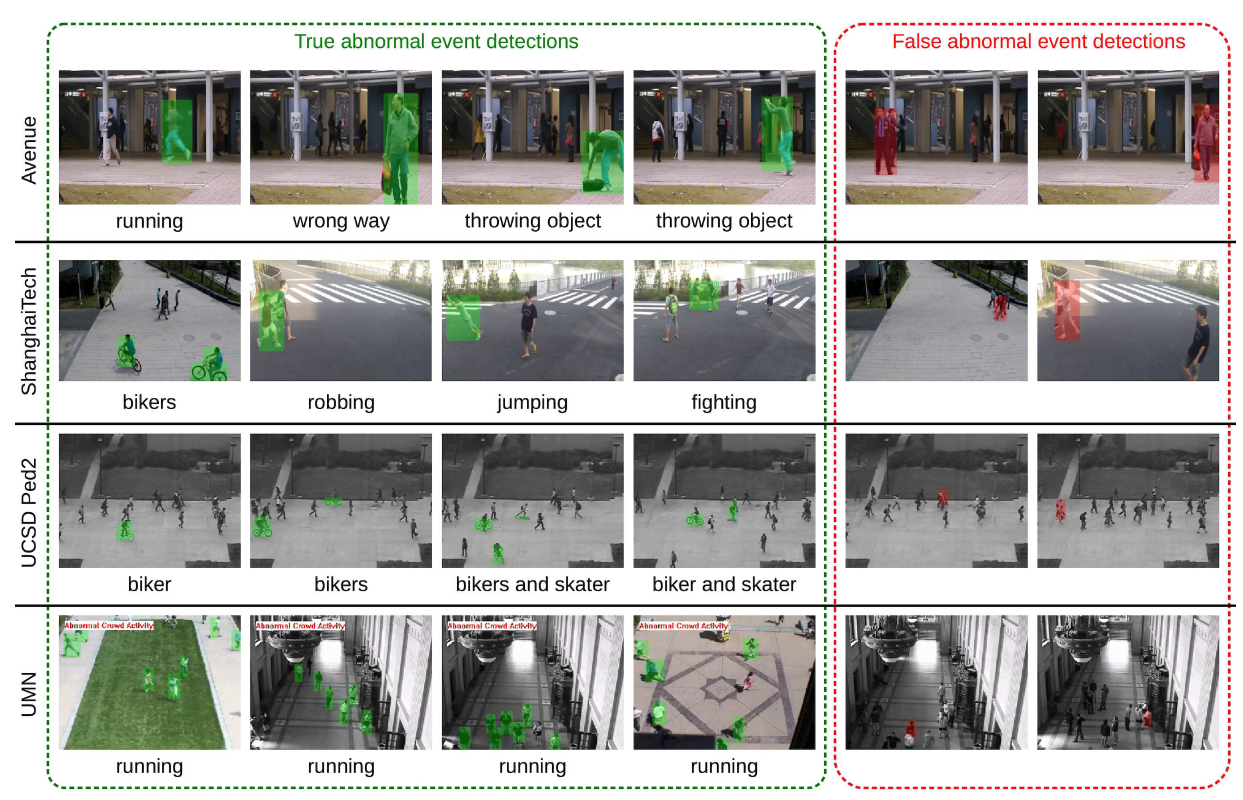 True abnormal event detections
False abnormal event detections
Avenue
running
wrong way
throwing object
throwing object
ShanghaiTech
bikers
robbing
jumping
fighting
UCSD Ped2
biker
bikers
bikers and skater
biker and skater
UMN
Abnormal Crowd Activity
Abnormal Crowd Activity
Abnormal Crowd Activity
Abnormal Crowd Activity
running
running
running
running